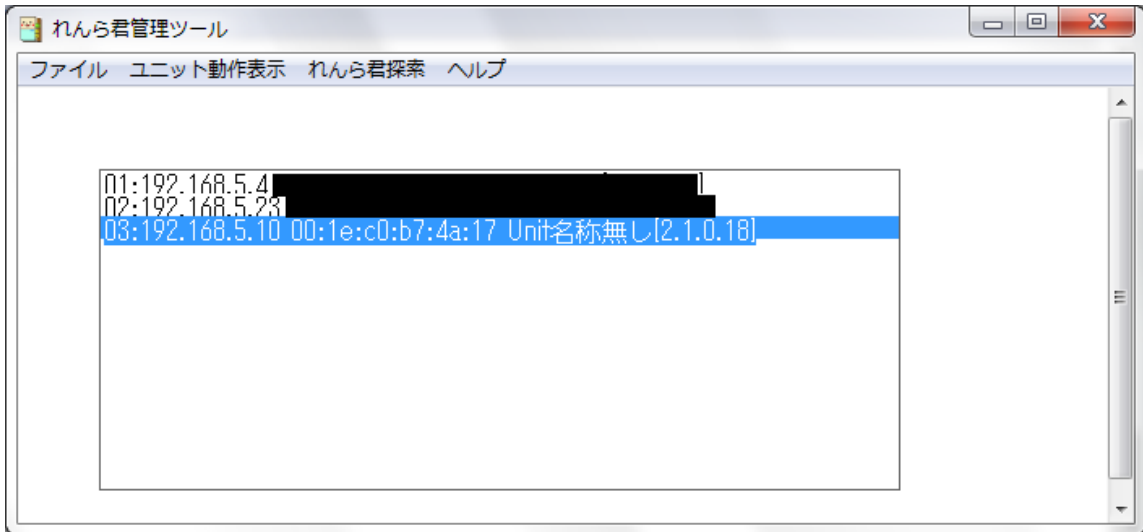 れんら君管理ツール
ファイル ユニット動作表示 れんら君探索 ヘルプ
01:192.168.5.4 ]
02:192.168.5.23
03:192.168.5.10 00:1e:c0:b7:4a:17 Unit名称無し[2.1.0.18]